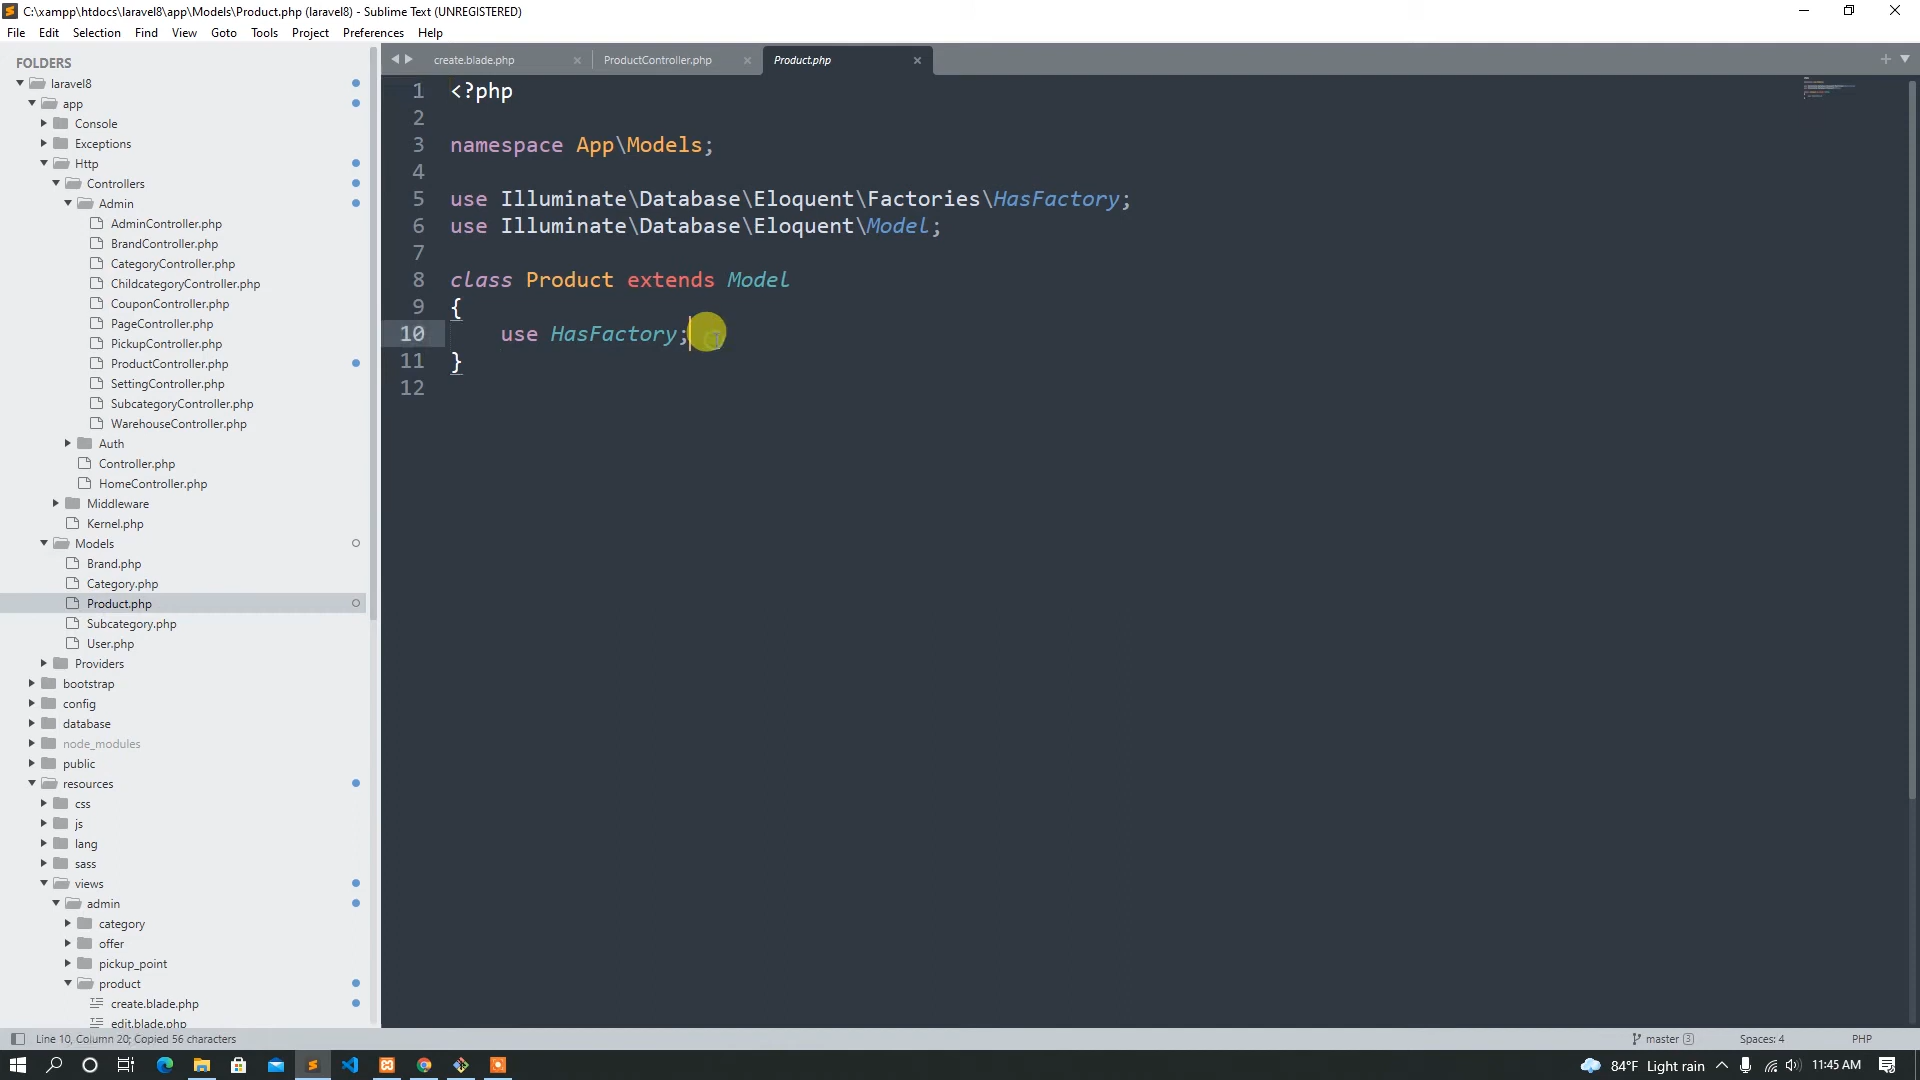 C:\xampp\htdocs\laravel8\app\Models\Product.php (laravel8) - Sublime Text (UNREGISTERED)
File Edit Selection Find View Goto Tools Project Preferences Help
FOLDERS
laravel8
app
Console
Exceptions
Http
Controllers
Admin
AdminController.php
BrandController.php
CategoryController.php
ChildcategoryController.php
CouponController.php
PageController.php
PickupController.php
ProductController.php
SettingController.php
SubcategoryController.php
WarehouseController.php
Auth
Controller.php
HomeController.php
Middleware
Kernel.php
Models
Brand.php
Category.php
Product.php
Subcategory.php
User.php
Providers
bootstrap
config
database
node_modules
public
resources
css
js
lang
sass
views
admin
category
offer
pickup_point
product
create.blade.php
edit.blade.php
create.blade.php ProductController.php Product.php
1 <?php
2
3 namespace App\Models;
4
5 use Illuminate\Database\Eloquent\Factories\HasFactory;
6 use Illuminate\Database\Eloquent\Model;
7
8 class Product extends Model
9 {
10 use HasFactory;
11 }
12
Line 10, Column 20; Copied 56 characters
master 3 Spaces: 4 PHP
84°F Light rain 11:45 AM